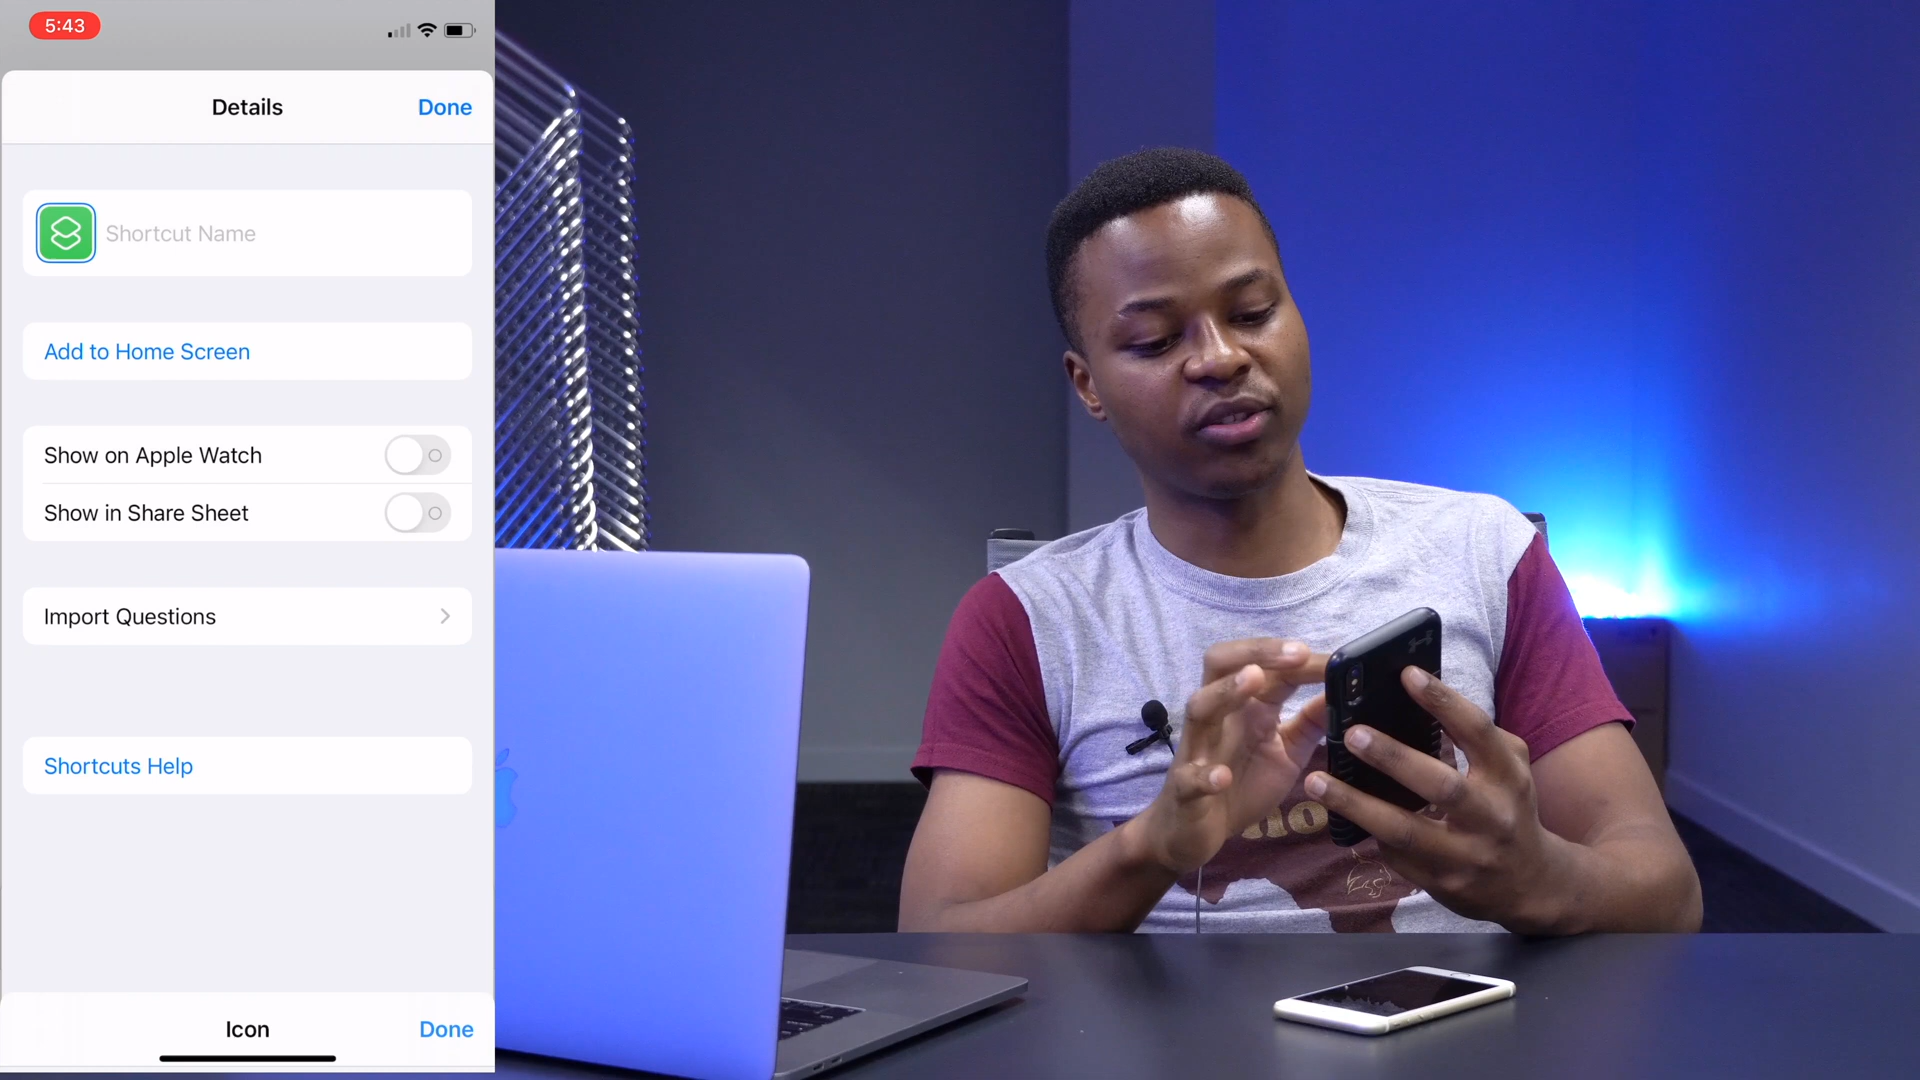 5:43
Details
Done
Shortcut Name
Add to Home Screen
Show on Apple Watch
Show in Share Sheet
Import Questions
Shortcuts Help
Icon
Done
no